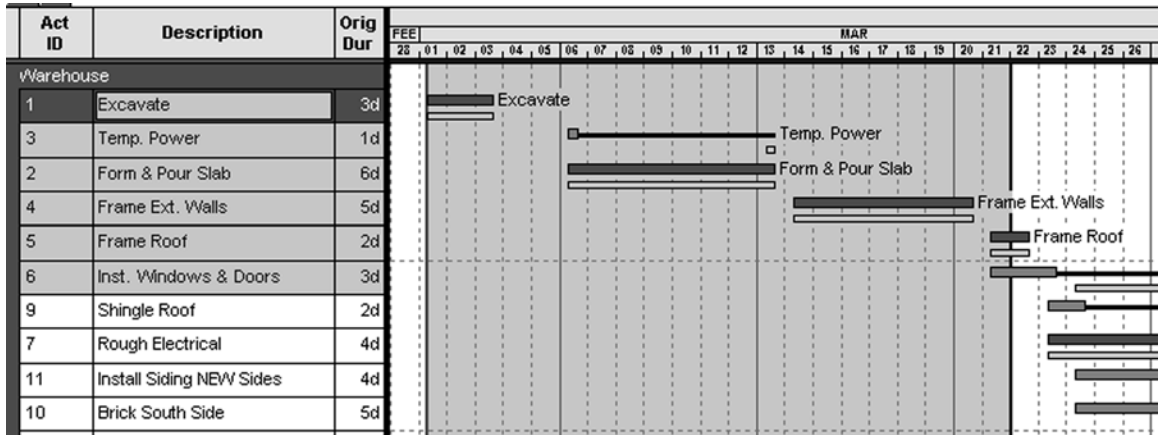 Act ID Description Orig Dur
FEE MAR
28 01 02 03 04 05 06 07 08 09 10 11 12 13 14 15 16 17 18 19 20 21 22 23 24 25 26
Warehouse
1 Excavate 3d Excavate
3 Temp. Power 1d Temp. Power
2 Form & Pour Slab 6d Form & Pour Slab
4 Frame Ext. Walls 5d Frame Ext. Walls
5 Frame Roof 2d Frame Roof
6 Inst. Windows & Doors 3d
9 Shingle Roof 2d
7 Rough Electrical 4d
11 Install Siding NEW Sides 4d
10 Brick South Side 5d